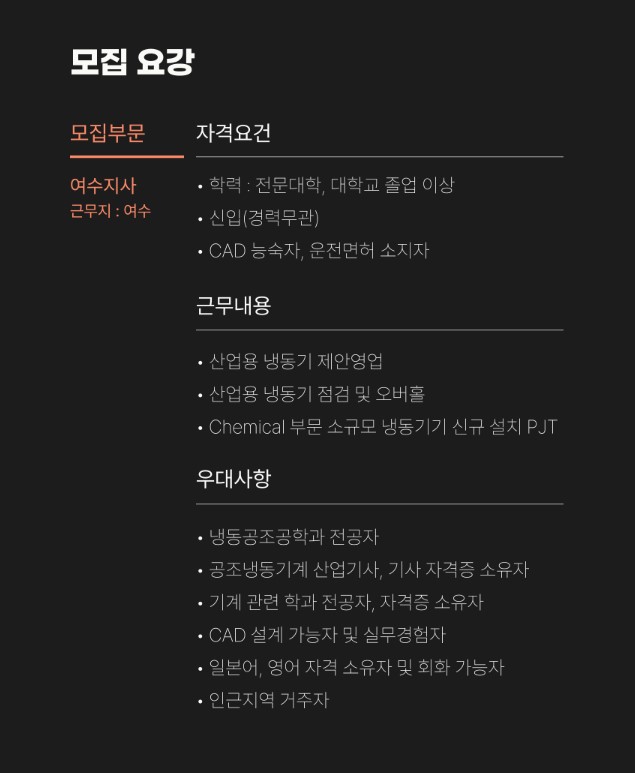 모집 요강
모집부문
여수지사
근무지 : 여수
자격요건
• 학력 : 전문대학, 대학교 졸업 이상
• 신입(경력무관)
• CAD 능숙자, 운전면허 소지자
근무내용
• 산업용 냉동기 제안영업
• 산업용 냉동기 점검 및 오버홀
• Chemical 부문 소규모 냉동기기 신규 설치 PJT
우대사항
• 냉동공조공학과 전공자
• 공조냉동기계 산업기사, 기사 자격증 소유자
• 기계 관련 학과 전공자, 자격증 소유자
• CAD 설계 가능자 및 실무경험자
• 일본어, 영어 자격 소유자 및 회화 가능자
• 인근지역 거주자